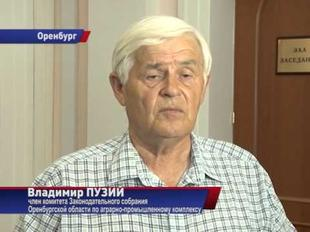 Оренбург
ЗАЛ
ЗАСЕДАН
Владимир ПУЗИЙ
член комитета Законодательного собрания
Оренбургской области по аграрно-промышленному комплексу